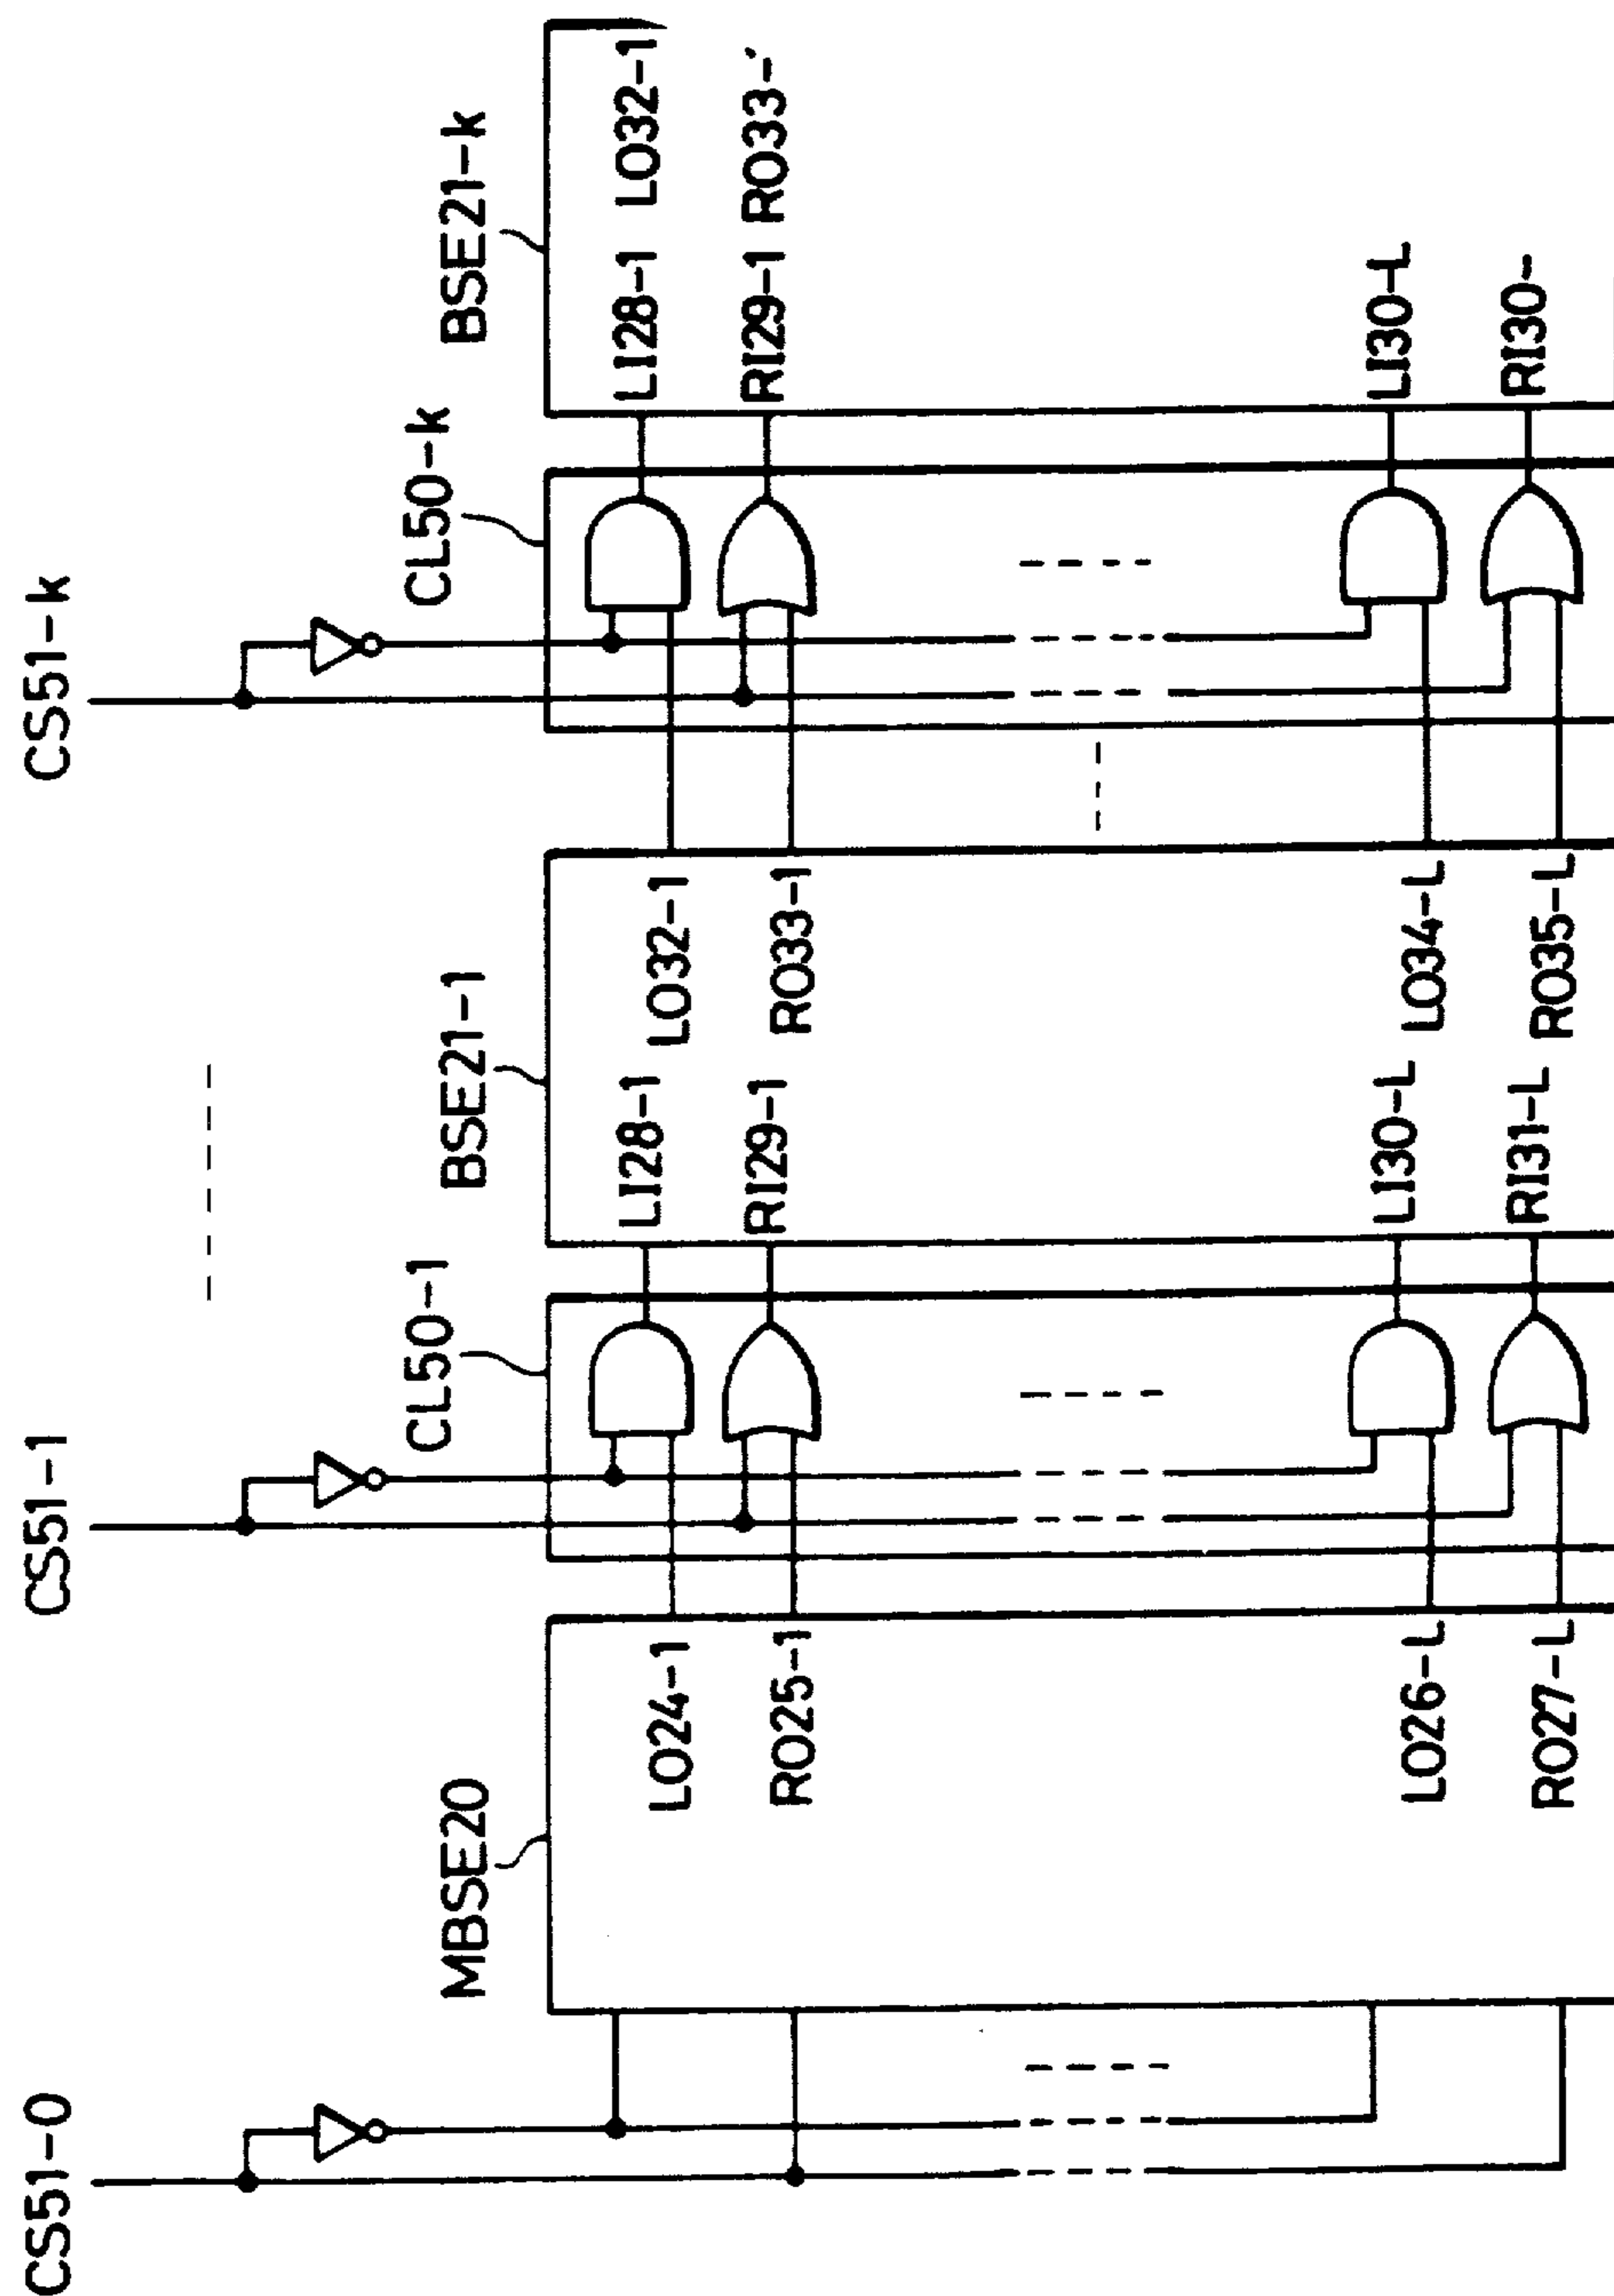 CS51-0
CS51-1
CS51-k
MBSE20
CL50-1
BSE21-1
CL50-k
BSE21-k
LO24-1
LI28-1
LO32-1
LI28-1 LO32-1
RO25-1
RI29-1
RO33-1
RI29-1 RO33-
LO26-L
LI30-L
LO34-L
LI30-L
RO27-L
RI31-L
RO35-L
RI30-